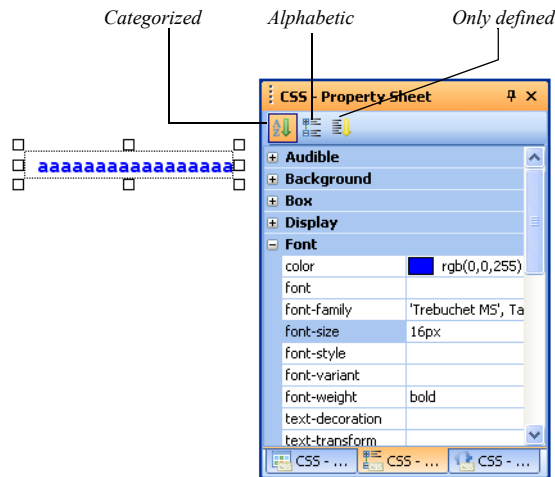 Categorized Alphabetic Only defined
CSS - Property Sheet
aaaaaaaaaaaaaaaaa
Audible
Background
Box
Display
Font
color rgb(0,0,255)
font
font-family 'Trebuchet MS', Ta
font-size 16px
font-style
font-variant
font-weight bold
text-decoration
text-transform
CSS - ... CSS - ... CSS - ...